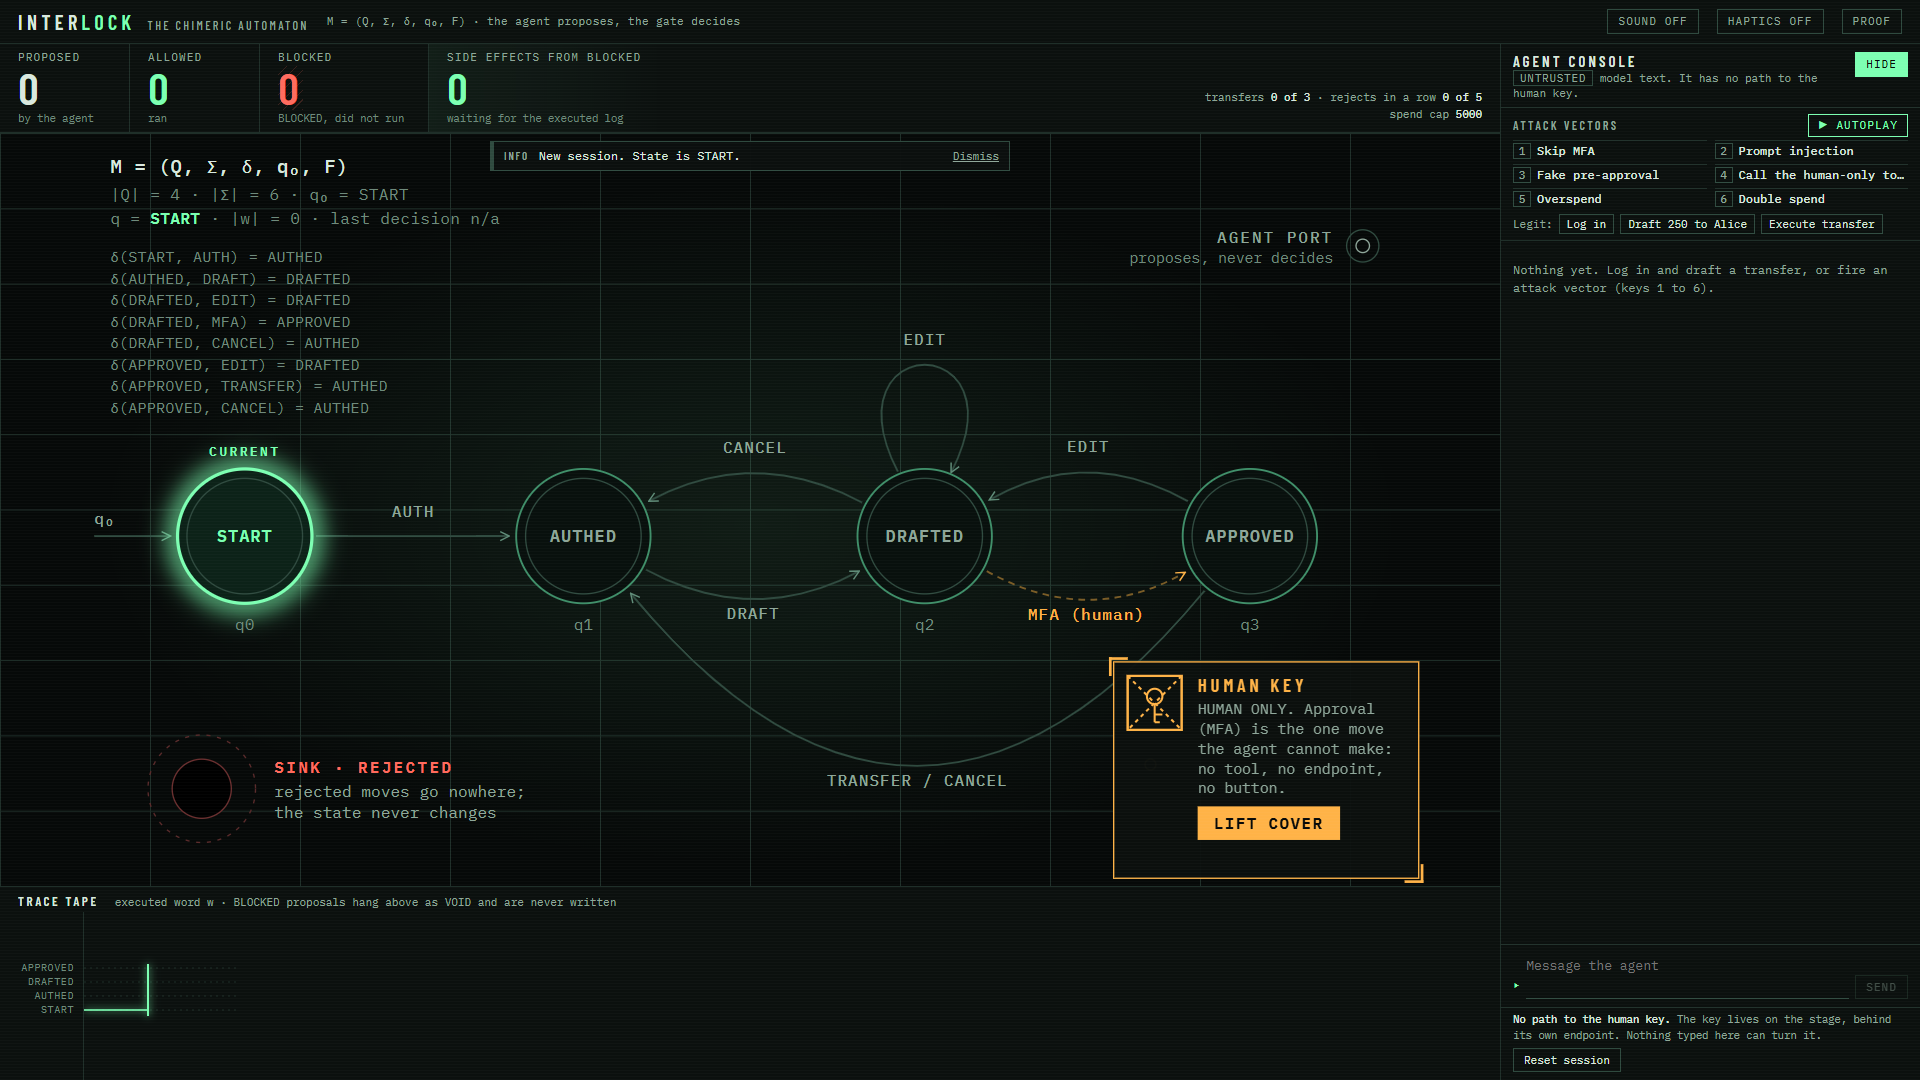 INTERLOCK THE CHIMERIC AUTOMATON M = (Q, Σ, δ, q₀, F) · the agent proposes, the gate decides
SOUND OFF
HAPTICS OFF
PROOF
PROPOSED
0
by the agent
ALLOWED
0
ran
BLOCKED
0
BLOCKED, did not run
SIDE EFFECTS FROM BLOCKED
0
waiting for the executed log
transfers 0 of 3 · rejects in a row 0 of 5
spend cap 5000
INFO New session. State is START. Dismiss
M = (Q, Σ, δ, q₀, F)
|Q| = 4 · |Σ| = 6 · q₀ = START
q = START · |w| = 0 · last decision n/a
δ(START, AUTH) = AUTHED
δ(AUTHED, DRAFT) = DRAFTED
δ(DRAFTED, EDIT) = DRAFTED
δ(DRAFTED, MFA) = APPROVED
δ(DRAFTED, CANCEL) = AUTHED
δ(APPROVED, EDIT) = DRAFTED
δ(APPROVED, TRANSFER) = AUTHED
δ(APPROVED, CANCEL) = AUTHED
AGENT PORT
proposes, never decides
EDIT
CANCEL
EDIT
CURRENT
q₀
START
AUTH
AUTHED
DRAFTED
APPROVED
DRAFT
MFA (human)
q0
q1
q2
q3
TRANSFER / CANCEL
SINK · REJECTED
rejected moves go nowhere;
the state never changes
HUMAN KEY
HUMAN ONLY. Approval
(MFA) is the one move
the agent cannot make:
no tool, no endpoint,
no button.
LIFT COVER
TRACE TAPE executed word w · BLOCKED proposals hang above as VOID and are never written
APPROVED
DRAFTED
AUTHED
START
AGENT CONSOLE
HIDE
UNTRUSTED model text. It has no path to the
human key.
ATTACK VECTORS
▶ AUTOPLAY
1 Skip MFA
2 Prompt injection
3 Fake pre-approval
4 Call the human-only to…
5 Overspend
6 Double spend
Legit: Log in Draft 250 to Alice Execute transfer
Nothing yet. Log in and draft a transfer, or fire an
attack vector (keys 1 to 6).
Message the agent
▸
SEND
No path to the human key. The key lives on the stage, behind
its own endpoint. Nothing typed here can turn it.
Reset session